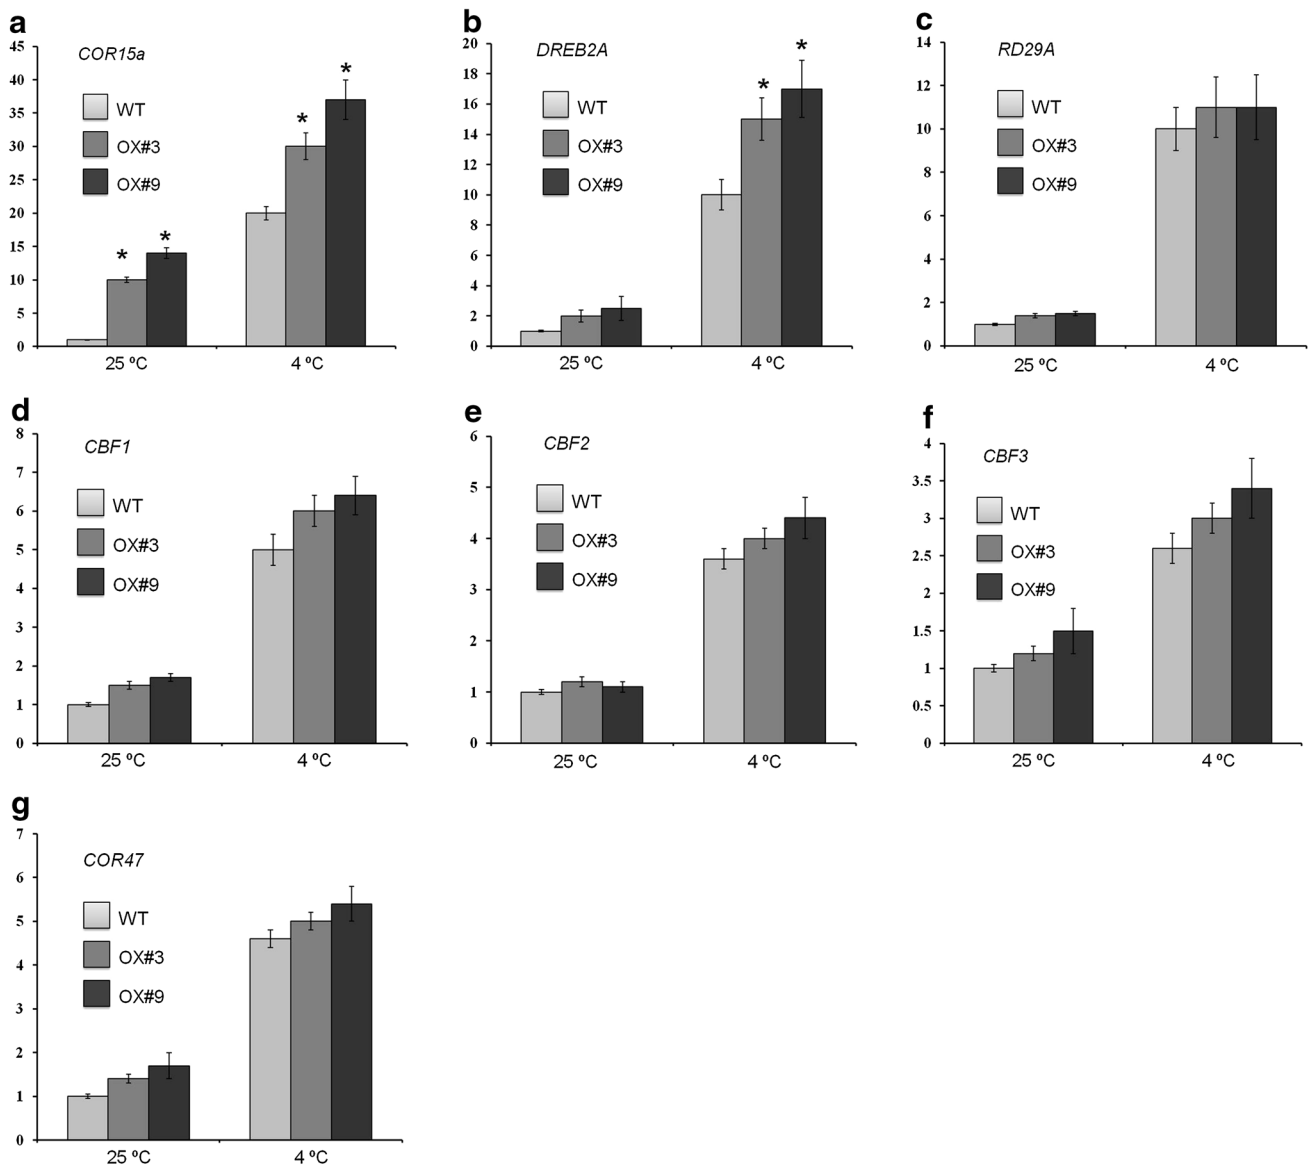 a
COR15a
45
40
35
30
25
20
15
10
5
0
WT
OX#3
OX#9
*
*
*
*
25 ºC
4 ºC
b
DREB2A
20
18
16
14
12
10
8
6
4
2
0
WT
OX#3
OX#9
*
*
25 ºC
4 ºC
c
RD29A
14
12
10
8
6
4
2
0
WT
OX#3
OX#9
25 ºC
4 ºC
d
CBF1
8
7
6
5
4
3
2
1
0
WT
OX#3
OX#9
25 ºC
4 ºC
e
CBF2
6
5
4
3
2
1
0
WT
OX#3
OX#9
25 ºC
4 ºC
f
CBF3
4
3.5
3
2.5
2
1.5
1
0.5
0
WT
OX#3
OX#9
25 ºC
4 ºC
g
COR47
7
6
5
4
3
2
1
0
WT
OX#3
OX#9
25 ºC
4 ºC